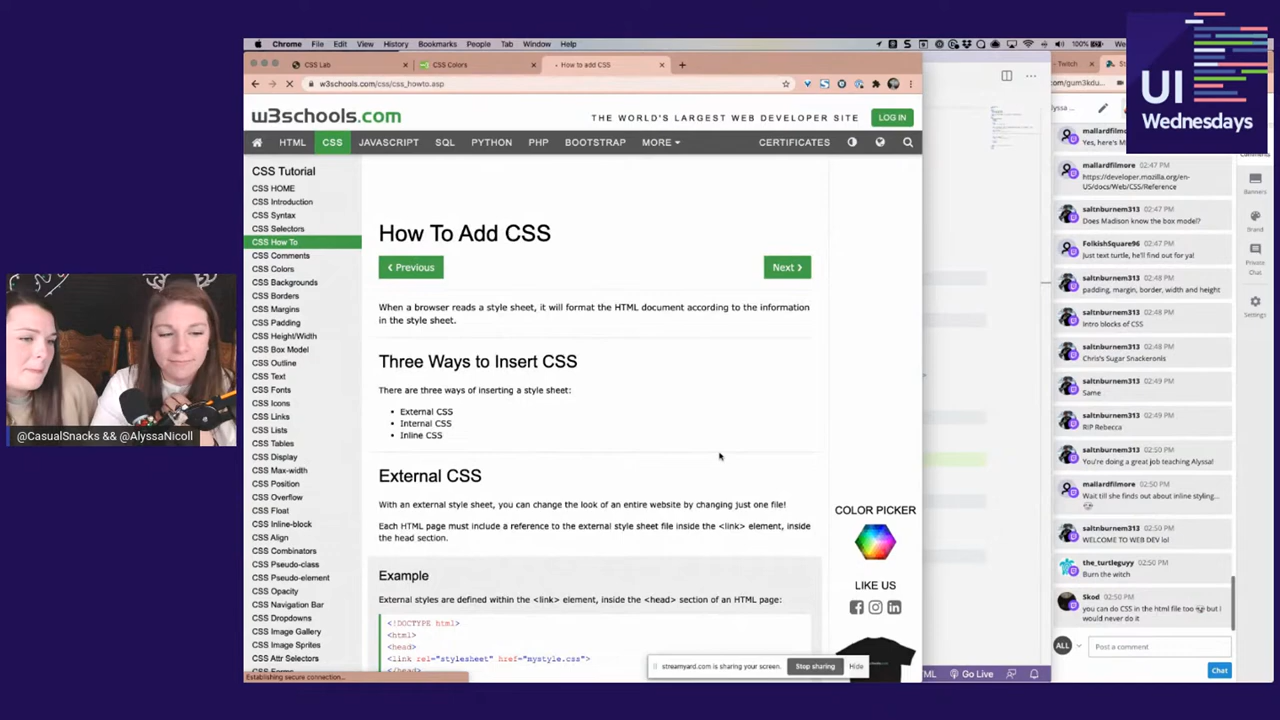 Chrome File Edit View History Bookmarks People Tab Window Help
100%
CSS Lab
CSS Colors
How to add CSS
w3schools.com/css/css_howto.asp
w3schools.com
THE WORLD'S LARGEST WEB DEVELOPER SITE
LOG IN
HTML CSS JAVASCRIPT SQL PYTHON PHP BOOTSTRAP MORE CERTIFICATES
CSS Tutorial
CSS HOME
CSS Introduction
CSS Syntax
CSS Selectors
CSS How To
CSS Comments
CSS Colors
CSS Backgrounds
CSS Borders
CSS Margins
CSS Padding
CSS Height/Width
CSS Box Model
CSS Outline
CSS Text
CSS Fonts
CSS Icons
CSS Links
CSS Lists
CSS Tables
CSS Display
CSS Max-width
CSS Position
CSS Overflow
CSS Float
CSS Inline-block
CSS Align
CSS Combinators
CSS Pseudo-class
CSS Pseudo-element
CSS Opacity
CSS Navigation Bar
CSS Dropdowns
CSS Image Gallery
CSS Image Sprites
CSS Attr Selectors
Establishing secure connection...
How To Add CSS
❮ Previous
Next ❯
When a browser reads a style sheet, it will format the HTML document according to the information
in the style sheet.
Three Ways to Insert CSS
There are three ways of inserting a style sheet:
• External CSS
• Internal CSS
• Inline CSS
External CSS
With an external style sheet, you can change the look of an entire website by changing just one file!
Each HTML page must include a reference to the external style sheet file inside the <link> element, inside
the head section.
Example
External styles are defined within the <link> element, inside the <head> section of an HTML page:
<!DOCTYPE html>
<html>
<head>
<link rel="stylesheet" href="mystyle.css">
</head>
COLOR PICKER
LIKE US
streamyard.com is sharing your screen.
Stop sharing
Hide
Go Live
@CasualSnacks && @AlyssaNicoll
UI
Wednesdays
Twitch
mallardfilmore 02:47 PM
https://developer.mozilla.org/en-
US/docs/Web/CSS/Reference
saltnburnem313 02:47 PM
Does Madison know the box model?
FelkishSquare96 02:47 PM
Just text turtle, he'll find out for ya!
saltnburnem313 02:48 PM
padding, margin, border, width and height
saltnburnem313 02:48 PM
Intro blocks of CSS
saltnburnem313 02:48 PM
Chris's Sugar Snackeronis
saltnburnem313 02:49 PM
Same
saltnburnem313 02:49 PM
RIP Rebecca
saltnburnem313 02:50 PM
You're doing a great job teaching Alyssa!
mallardfilmore 02:50 PM
Wait till she finds out about inline styling...
saltnburnem313 02:50 PM
WELCOME TO WEB DEV lol
the_turtleguyy 02:50 PM
Burn the witch
Skod 02:50 PM
you can do CSS in the html file too but I
would never do it
ALL
Post a comment
Chat
Banners
Brand
Private
Chat
Settings